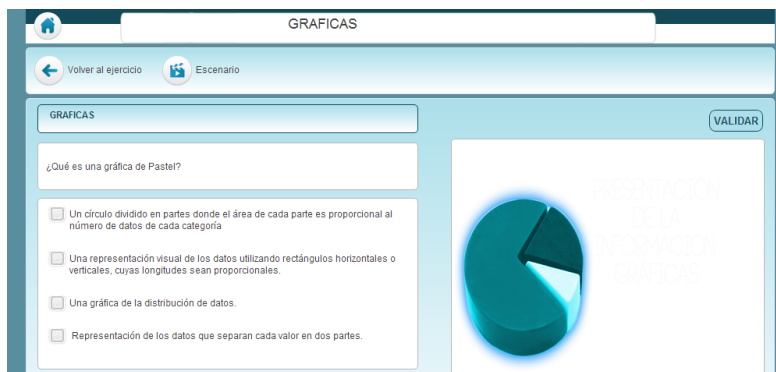 GRAFICAS
Volver al ejercicio
Escenario
GRAFICAS
VALIDAR
¿Qué es una gráfica de Pastel?
Un círculo dividido en partes donde el área de cada parte es proporcional al
número de datos de cada categoría
Una representación visual de los datos utilizando rectángulos horizontales o
verticales, cuyas longitudes sean proporcionales.
Una gráfica de la distribución de datos.
Representación de los datos que separan cada valor en dos partes.
PRESENTACION
DE LA
INFORMACION
GRAFICAS